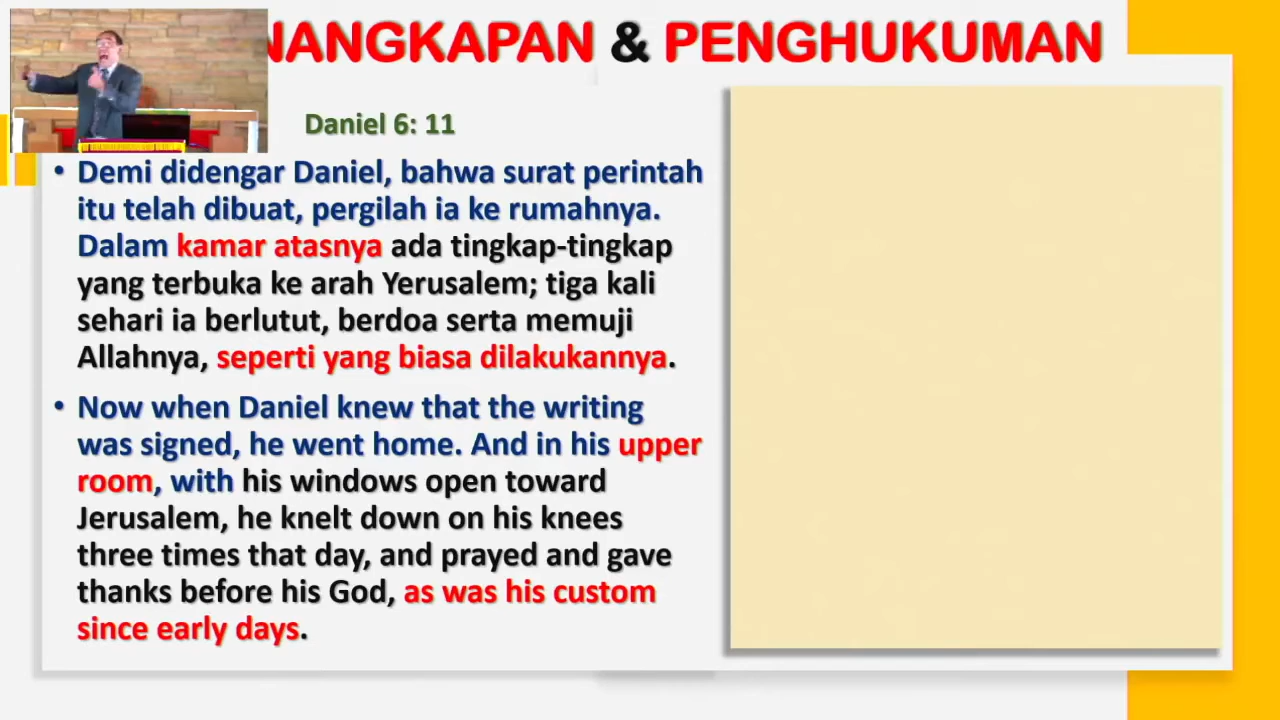 NANGKAPAN & PENGHUKUMAN
Daniel 6: 11
• Demi didengar Daniel, bahwa surat perintah
itu telah dibuat, pergilah ia ke rumahnya.
Dalam kamar atasnya ada tingkap-tingkap
yang terbuka ke arah Yerusalem; tiga kali
sehari ia berlutut, berdoa serta memuji
Allahnya, seperti yang biasa dilakukannya.
• Now when Daniel knew that the writing
was signed, he went home. And in his upper
room, with his windows open toward
Jerusalem, he knelt down on his knees
three times that day, and prayed and gave
thanks before his God, as was his custom
since early days.